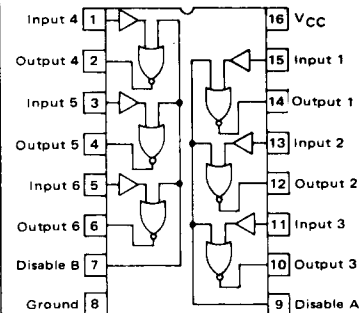 Input 4 1
Output 4 2
Input 5 3
Output 5 4
Input 6 5
Output 6 6
Disable B 7
Ground 8
16 VCC
15 Input 1
14 Output 1
13 Input 2
12 Output 2
11 Input 3
10 Output 3
9 Disable A